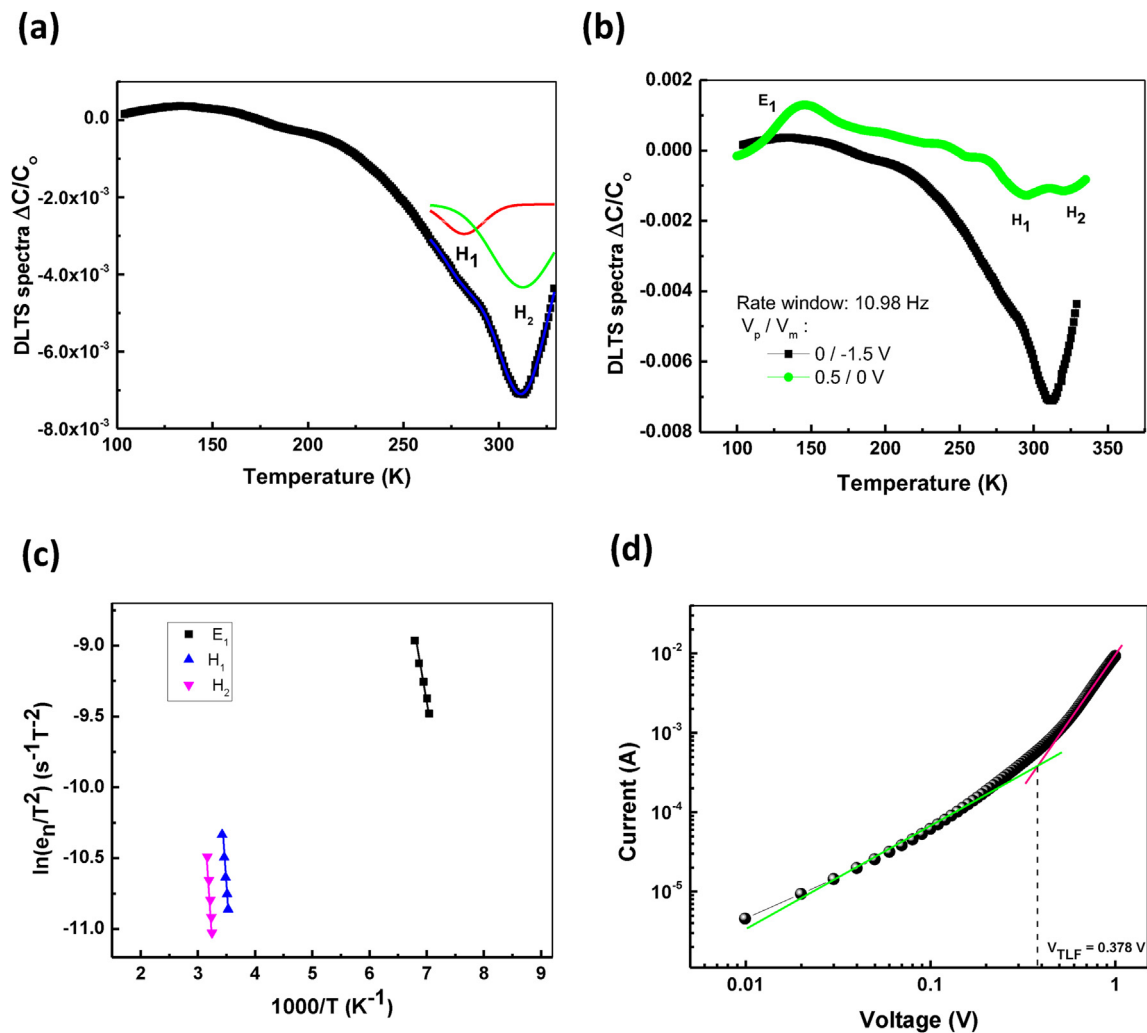 (a)
0.0
-2.0x10⁻³
-4.0x10⁻³
-6.0x10⁻³
-8.0x10⁻³
100 150 200 250 300
DLTS spectra ΔC/Cₒ
Temperature (K)
H₁
H₂
(b)
0.002
0.000
-0.002
-0.004
-0.006
-0.008
100 150 200 250 300 350
DLTS spectra ΔC/Cₒ
Temperature (K)
E₁
H₁
H₂
Rate window: 10.98 Hz
Vₚ / Vₘ :
0 / -1.5 V
0.5 / 0 V
(c)
E₁
H₁
H₂
-9.0
-9.5
-10.0
-10.5
-11.0
2 3 4 5 6 7 8 9
ln(eₙ/T²) (s⁻¹T⁻²)
1000/T (K⁻¹)
(d)
10⁻²
10⁻³
10⁻⁴
10⁻⁵
0.01 0.1 1
Current (A)
Voltage (V)
V_TLF = 0.378 V